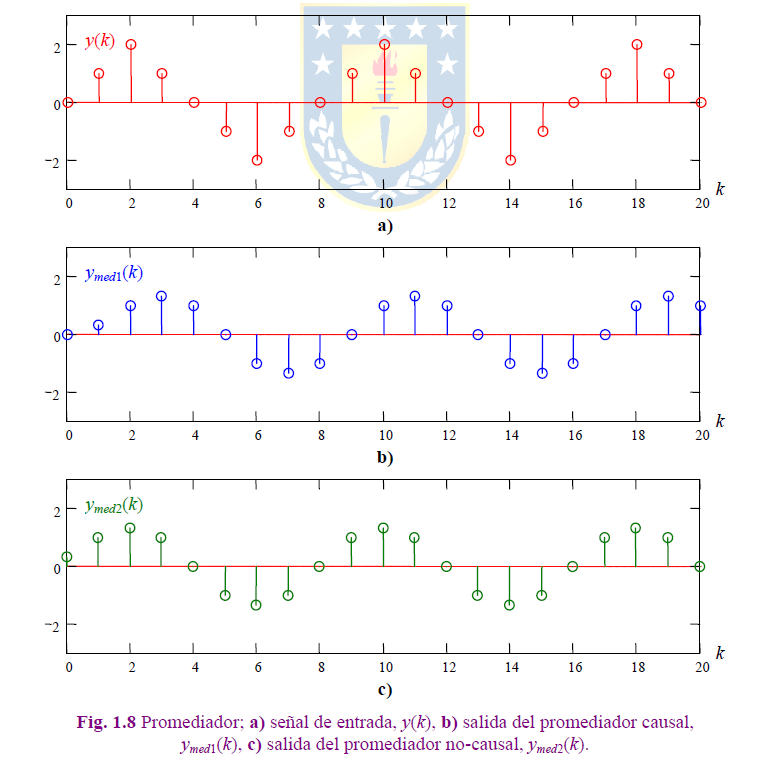 y(k)
2
0
−2
0 2 4 6 8 10 12 14 16 18 20
k
a)
y_med1(k)
2
0
−2
0 2 4 6 8 10 12 14 16 18 20
k
b)
y_med2(k)
2
0
−2
0 2 4 6 8 10 12 14 16 18 20
k
c)
Fig. 1.8 Promediador; a) señal de entrada, y(k), b) salida del promediador causal,
y_med1(k), c) salida del promediador no-causal, y_med2(k).